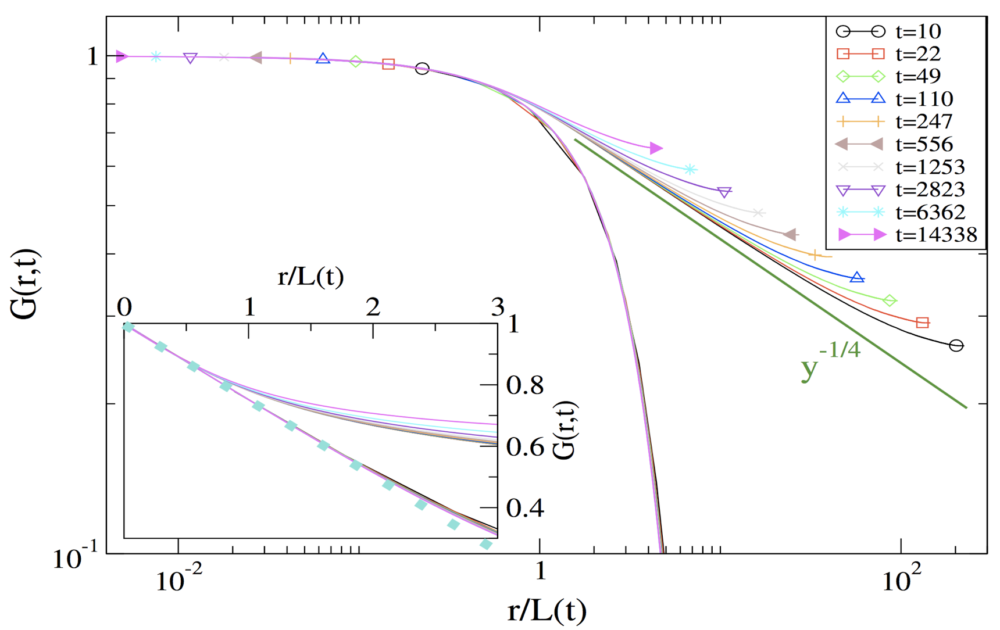 t=10
t=22
t=49
t=110
t=247
t=556
t=1253
t=2823
t=6362
t=14338
1
G(r,t)
10-1
y-1/4
r/L(t)
0 1 2 3
1
0.8
0.6
0.4
G(r,t)
10-2 1 102
r/L(t)